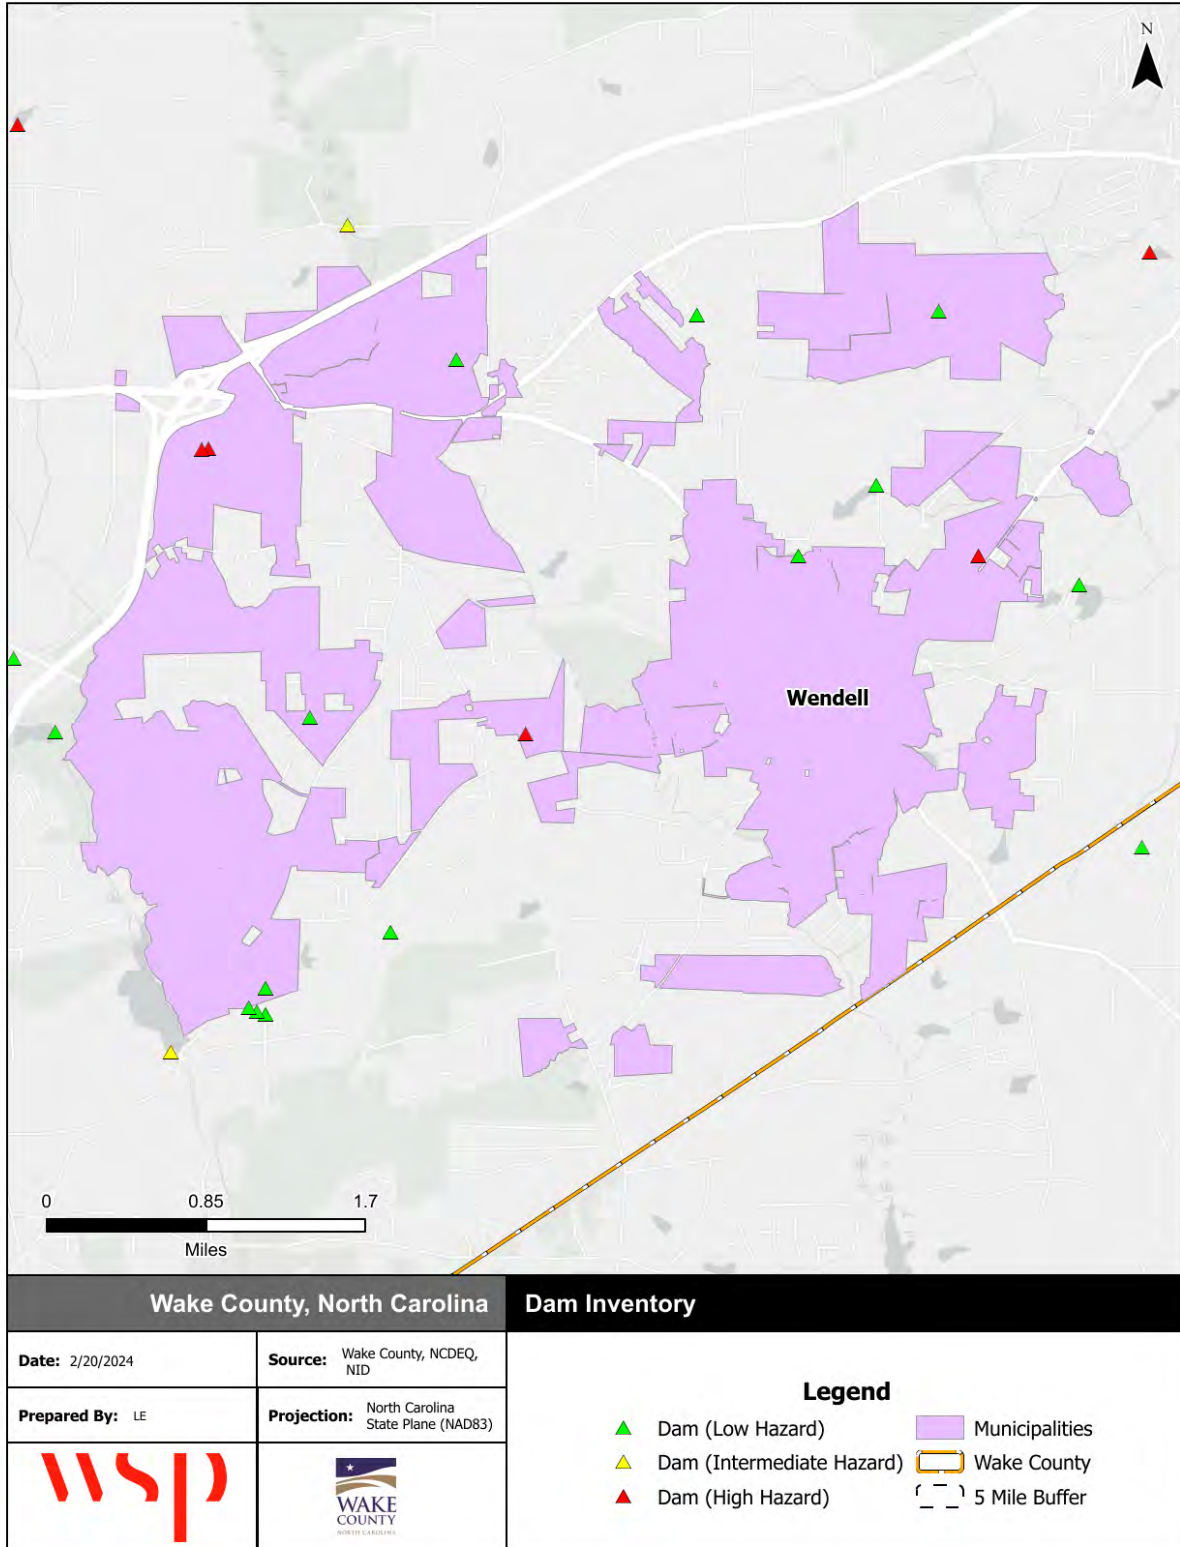 N
Wendell
0 0.85 1.7
Miles
Wake County, North Carolina
Dam Inventory
Date: 2/20/2024
Source: Wake County, NCDEQ,
NID
Prepared By: LE
Projection: North Carolina
State Plane (NAD83)
wsp
WAKE
COUNTY
NORTH CAROLINA
Legend
Dam (Low Hazard)
Municipalities
Dam (Intermediate Hazard)
Wake County
Dam (High Hazard)
5 Mile Buffer